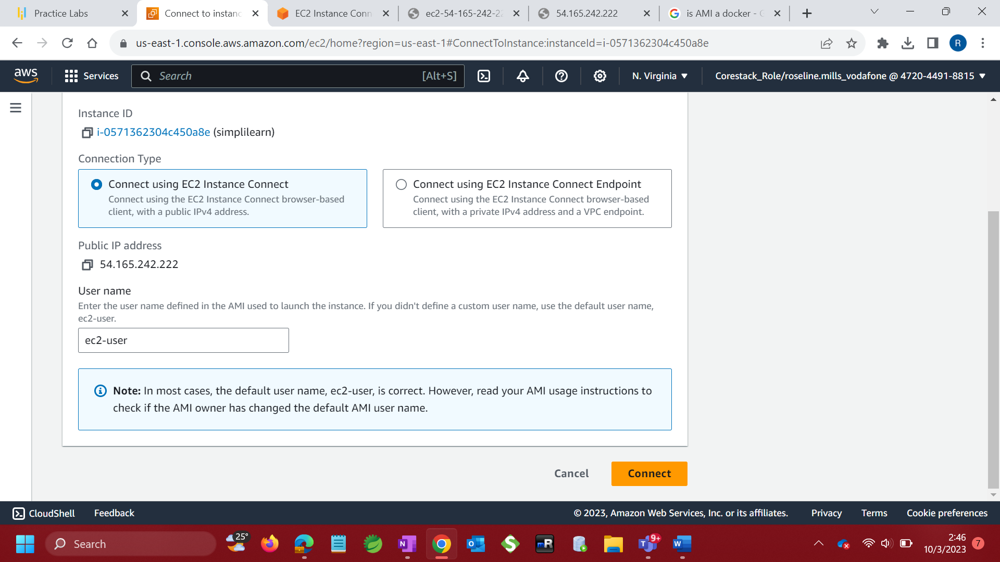 Practice Labs
Connect to instanc
EC2 Instance Conn
ec2-54-165-242-22
54.165.242.222
is AMI a docker - G
us-east-1.console.aws.amazon.com/ec2/home?region=us-east-1#ConnectToInstance:instanceId=i-0571362304c450a8e
R
aws
Services
Search
[Alt+S]
N. Virginia
Corestack_Role/roseline.mills_vodafone @ 4720-4491-8815
Instance ID
i-0571362304c450a8e (simplilearn)
Connection Type
Connect using EC2 Instance Connect
Connect using the EC2 Instance Connect browser-based
client, with a public IPv4 address.
Connect using EC2 Instance Connect Endpoint
Connect using the EC2 Instance Connect browser-based
client, with a private IPv4 address and a VPC endpoint.
Public IP address
54.165.242.222
User name
Enter the user name defined in the AMI used to launch the instance. If you didn't define a custom user name, use the default user name,
ec2-user.
ec2-user
Note: In most cases, the default user name, ec2-user, is correct. However, read your AMI usage instructions to
check if the AMI owner has changed the default AMI user name.
Cancel
Connect
CloudShell
Feedback
© 2023, Amazon Web Services, Inc. or its affiliates.
Privacy
Terms
Cookie preferences
Search
25°
N
O
S
mR
T
9+
W
2:46
10/3/2023
7